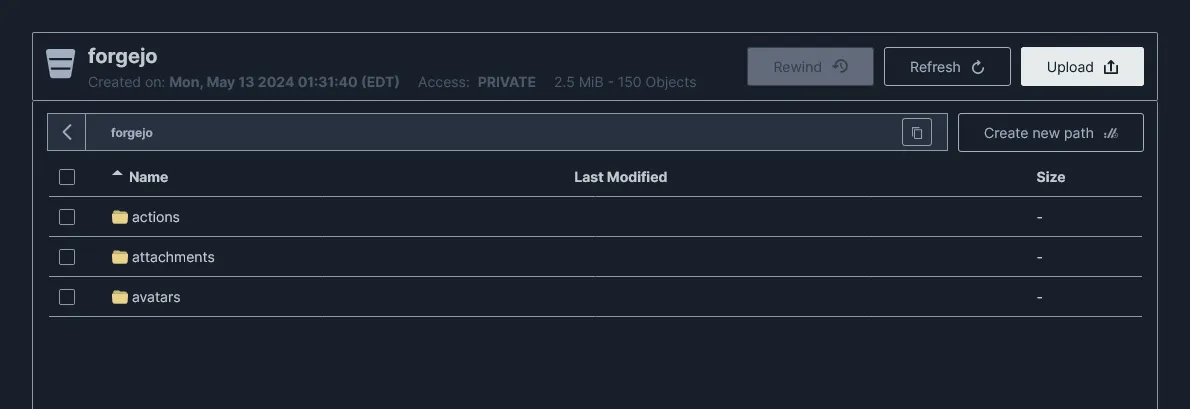 forgejo
Created on: Mon, May 13 2024 01:31:40 (EDT) Access: PRIVATE 2.5 MiB - 150 Objects
Rewind Refresh Upload
forgejo Create new path
Name Last Modified Size
actions -
attachments -
avatars -